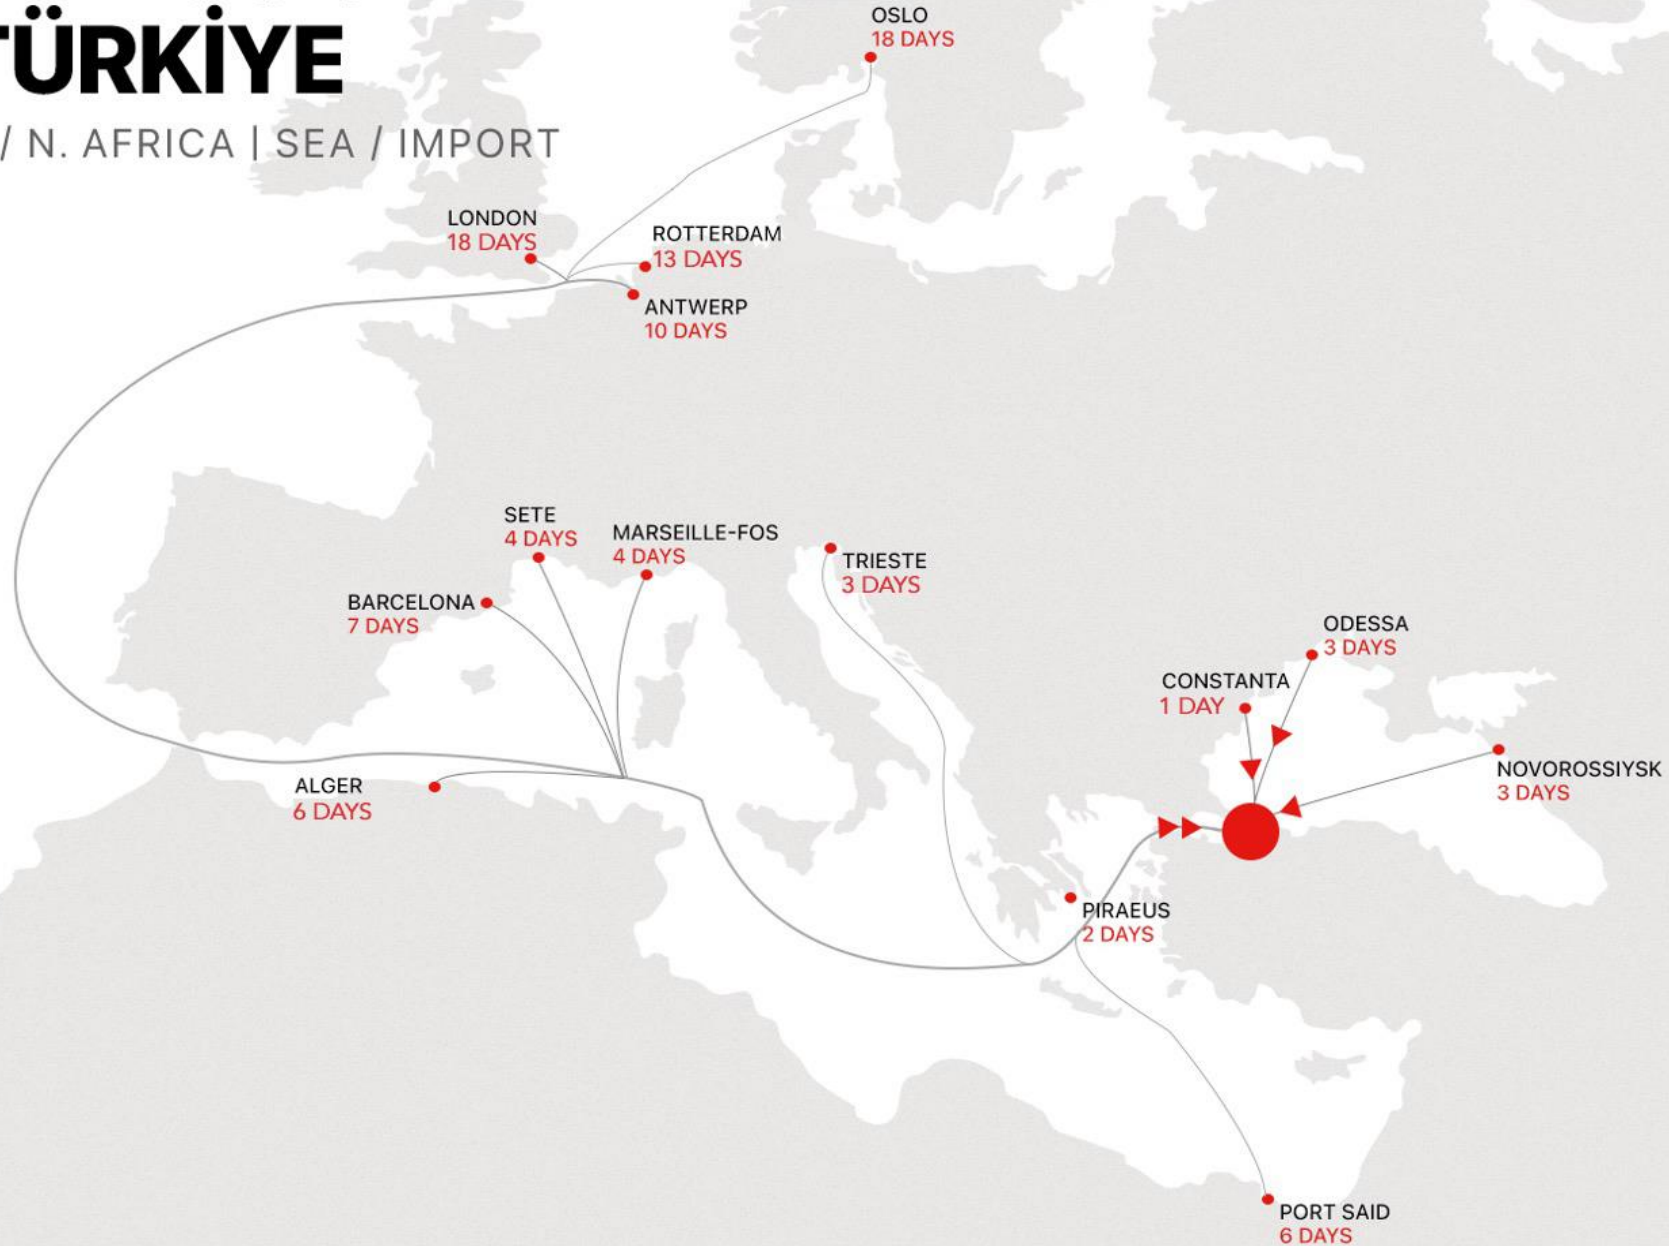 TÜRKİYE
/ N. AFRICA | SEA / IMPORT
OSLO
18 DAYS
LONDON
18 DAYS
ROTTERDAM
13 DAYS
ANTWERP
10 DAYS
SETE
4 DAYS
MARSEILLE-FOS
4 DAYS
TRIESTE
3 DAYS
BARCELONA
7 DAYS
ODESSA
3 DAYS
CONSTANTA
1 DAY
NOVOROSSIYSK
3 DAYS
ALGER
6 DAYS
PIRAEUS
2 DAYS
PORT SAID
6 DAYS